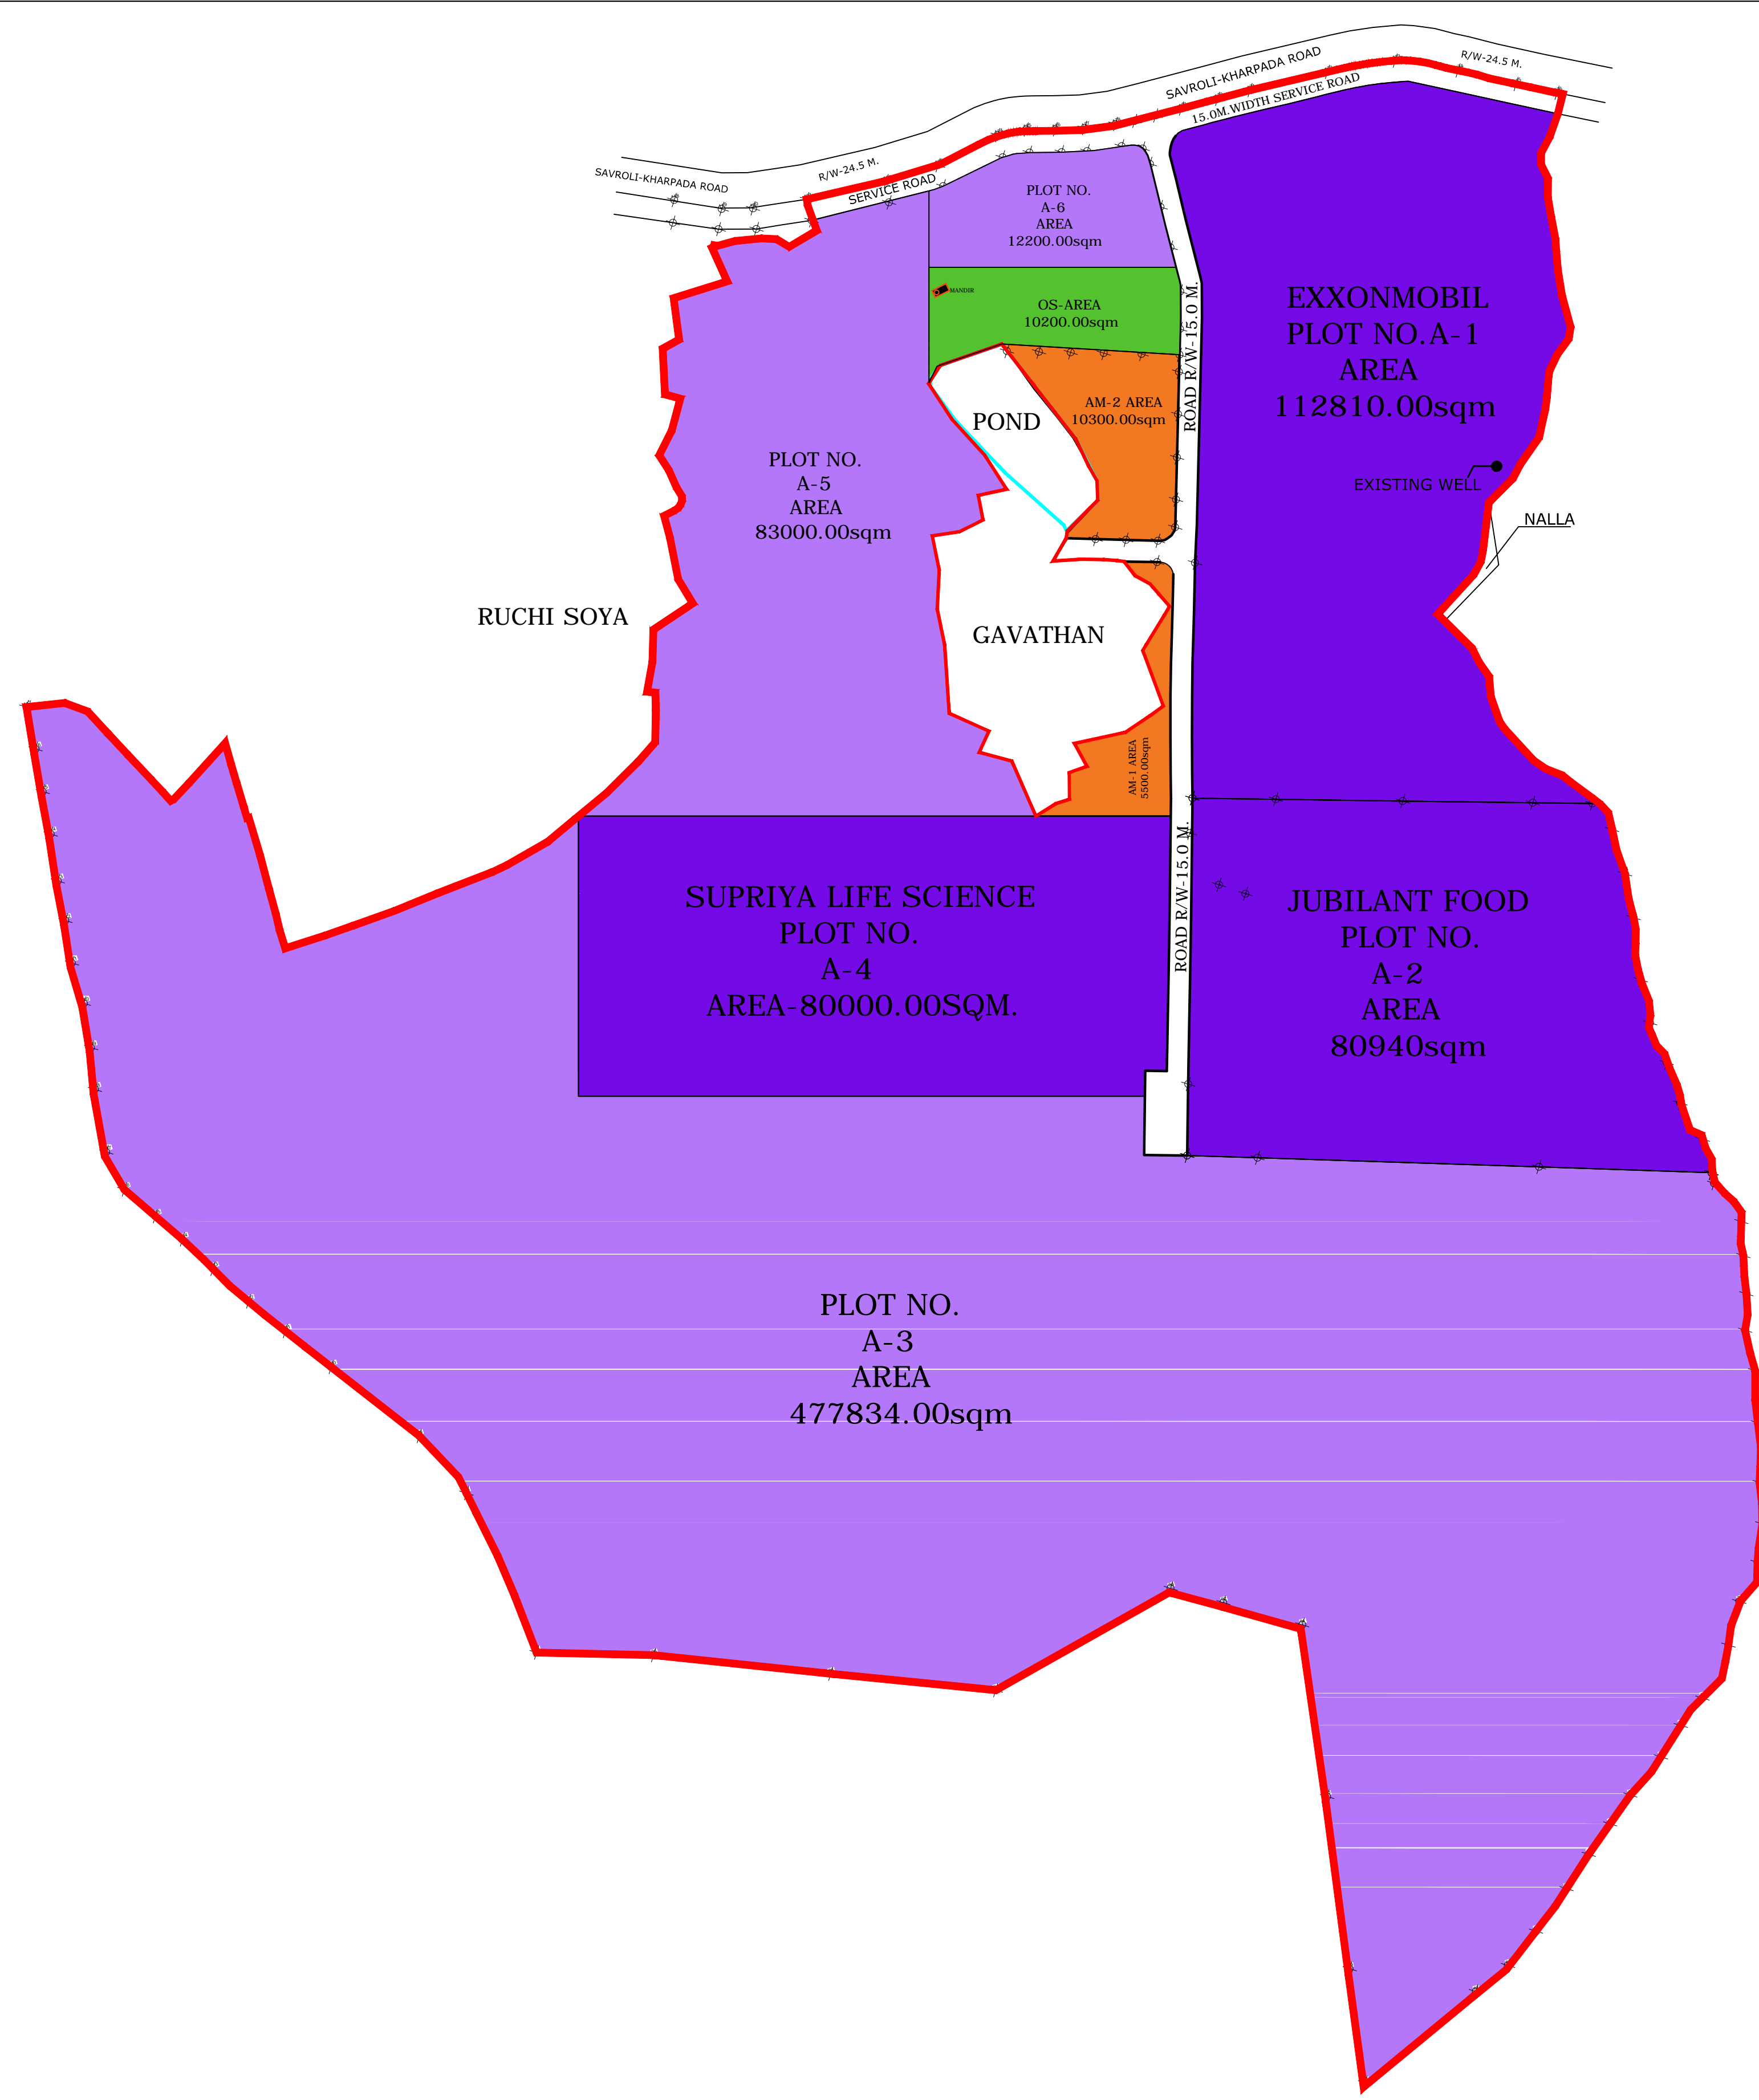 SAVROLI-KHARPADA ROAD
R/W-24.5 M.
15.0M.WIDTH SERVICE ROAD
SAVROLI-KHARPADA ROAD
R/W-24.5 M.
SERVICE ROAD
PLOT NO.
A-6
AREA
12200.00sqm
MANDIR
OS-AREA
10200.00sqm
ROAD R/W-15.0 M.
EXXONMOBIL
PLOT NO.A-1
AREA
112810.00sqm
AM-2 AREA
10300.00sqm
POND
PLOT NO.
A-5
AREA
83000.00sqm
EXISTING WELL
NALLA
RUCHI SOYA
GAVATHAN
AM-1 AREA
5500.00sqm
ROAD R/W-15.0 M.
SUPRIYA LIFE SCIENCE
PLOT NO.
A-4
AREA-80000.00SQM.
JUBILANT FOOD
PLOT NO.
A-2
AREA
80940sqm
PLOT NO.
A-3
AREA
477834.00sqm